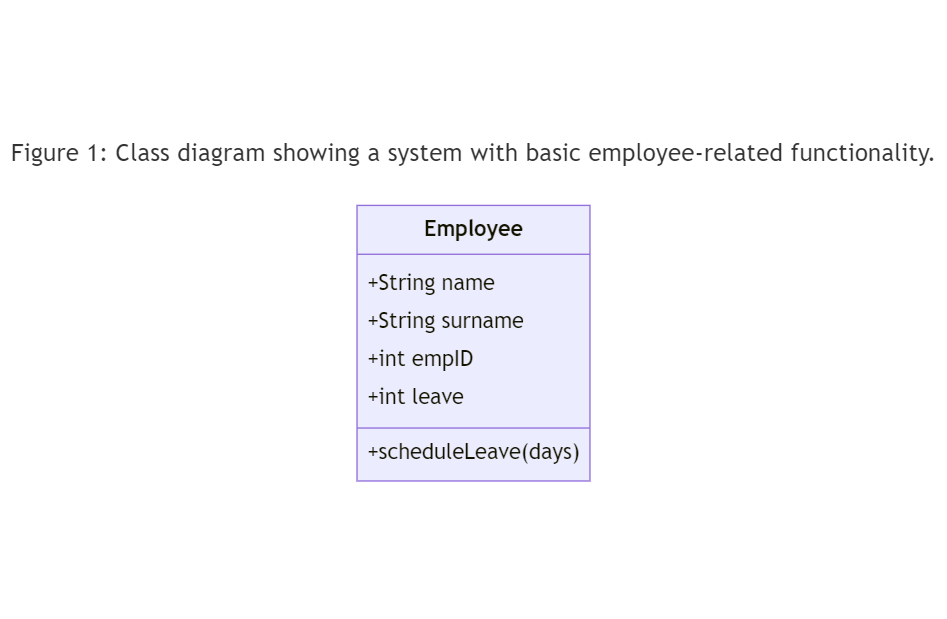 Figure 1: Class diagram showing a system with basic employee-related functionality.
Employee
+String name
+String surname
+int empID
+int leave
+scheduleLeave(days)